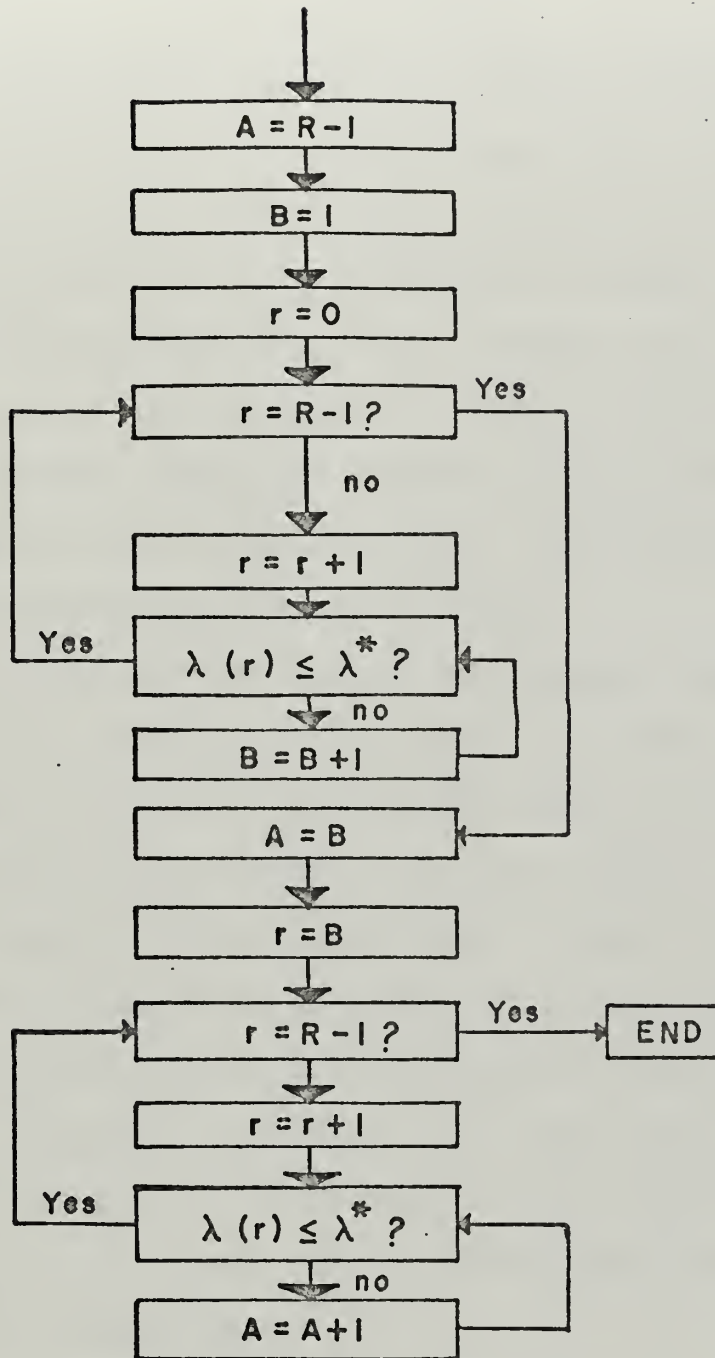 A = R-1
B = 1
r = 0
r = R-1 ?
Yes
no
r = r + 1
Yes
λ (r) ≤ λ* ?
no
B = B+1
A = B
r = B
r = R-1 ?
Yes
END
r = r+1
Yes
λ (r) ≤ λ* ?
no
A = A+1